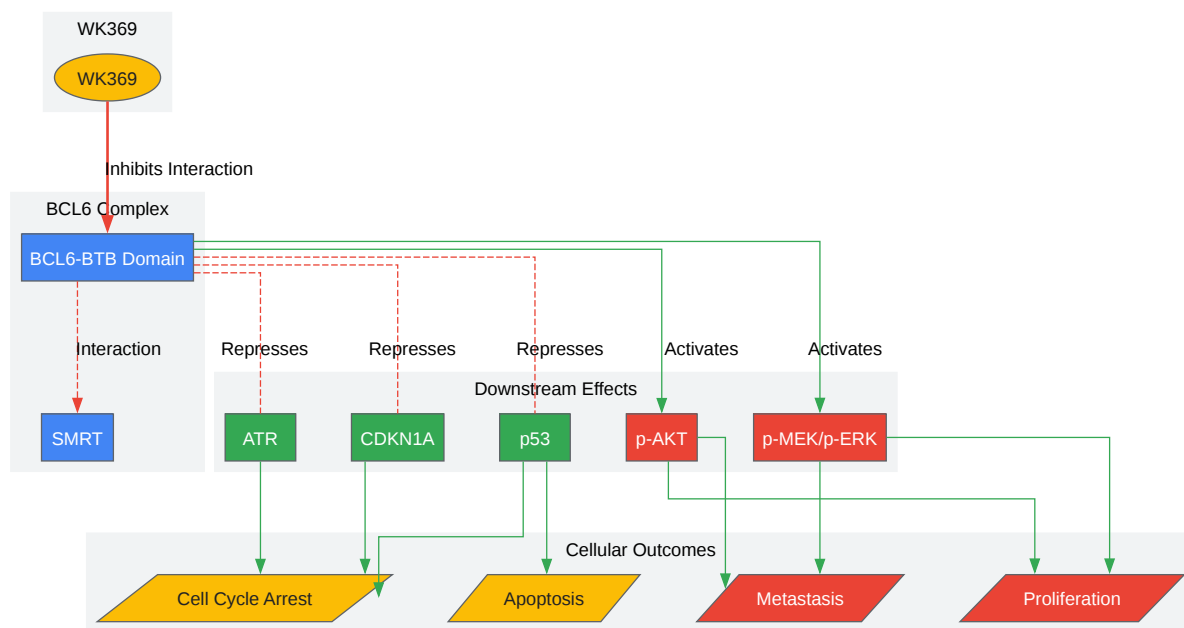 WK369
WK369
Inhibits Interaction
BCL6 Complex
BCL6-BTB Domain
Interaction
Represses
Represses
Represses
Activates
Activates
Downstream Effects
SMRT
ATR
CDKN1A
p53
p-AKT
p-MEK/p-ERK
Cellular Outcomes
Cell Cycle Arrest
Apoptosis
Metastasis
Proliferation